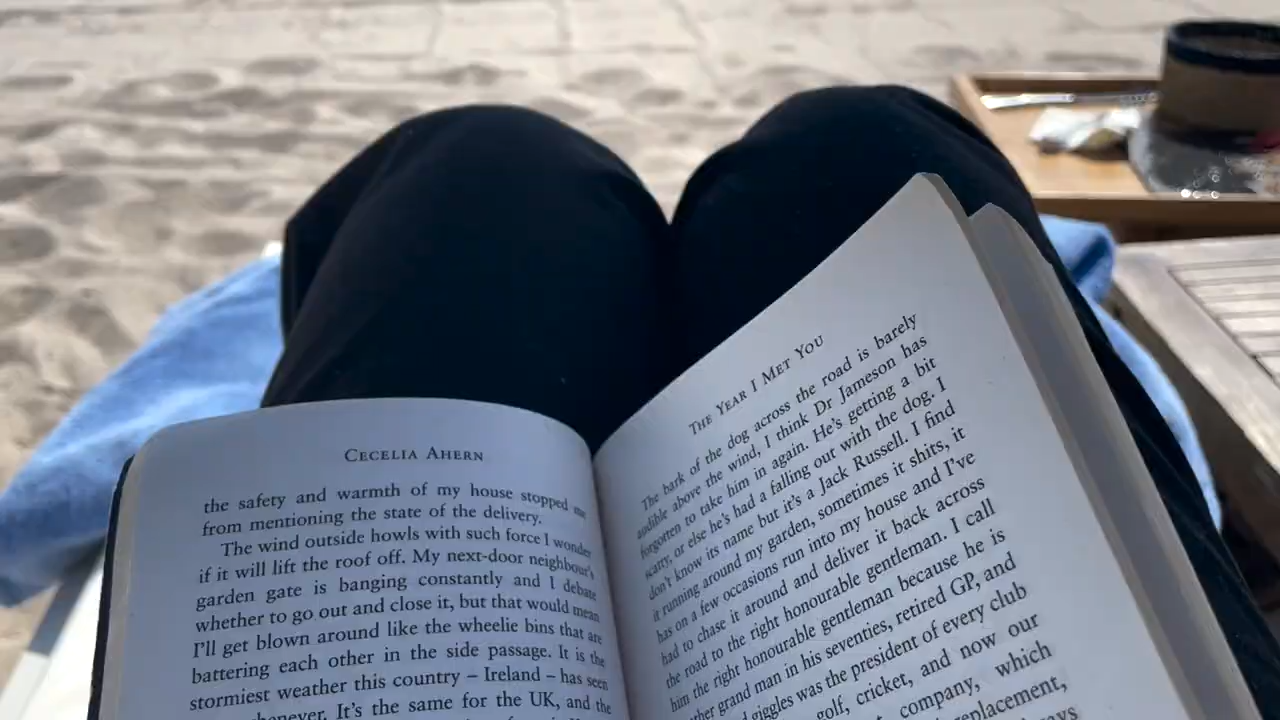 CECELIA AHERN
the safety and warmth of my house stopped me
from mentioning the state of the delivery.
The wind outside howls with such force I wonder
if it will lift the roof off. My next-door neighbour's
garden gate is banging constantly and I debate
whether to go out and close it, but that would mean
I'll get blown around like the wheelie bins that are
battering each other in the side passage. It is the
stormiest weather this country – Ireland – has seen
It's the same for the UK, and the
THE YEAR I MET YOU
The bark of the dog across the road is barely
audible above the wind, I think Dr Jameson has
forgotten to take him in again. He's getting a bit
scatty, or else he's had a falling out with the dog. I
don't know its name but it's a Jack Russell. I find
it running around my garden, sometimes it shits, it
has on a few occasions run into my house and I've
had to chase it around and deliver it back across
the road to the right honourable gentleman. I call
him the right honourable gentleman because he is
grand man in his seventies, retired GP, and
giggles was the president of every club
golf, cricket, and now our
company, which